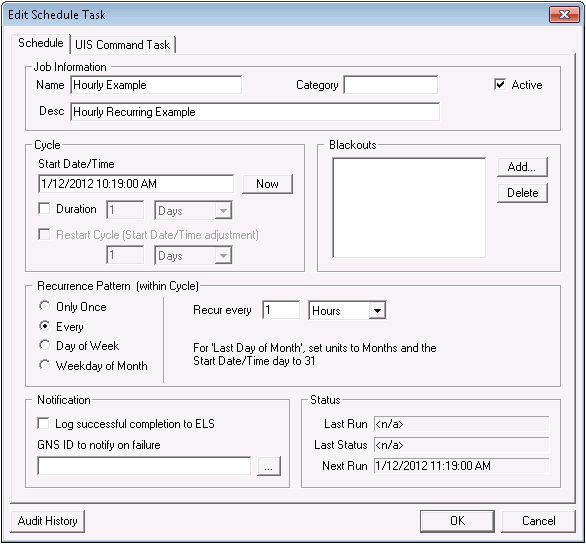 Edit Schedule Task
Schedule UIS Command Task
Job Information
Name Hourly Example Category Active
Desc Hourly Recurring Example
Cycle
Start Date/Time
1/12/2012 10:19:00 AM Now
Duration 1 Days
Restart Cycle (Start Date/Time adjustment)
1 Days
Blackouts
Add...
Delete
Recurrence Pattern (within Cycle)
Only Once
Every
Day of Week
Weekday of Month
Recur every 1 Hours
For 'Last Day of Month', set units to Months and the
Start Date/Time day to 31
Notification
Log successful completion to ELS
GNS ID to notify on failure
...
Status
Last Run <n/a>
Last Status <n/a>
Next Run 1/12/2012 11:19:00 AM
Audit History OK Cancel